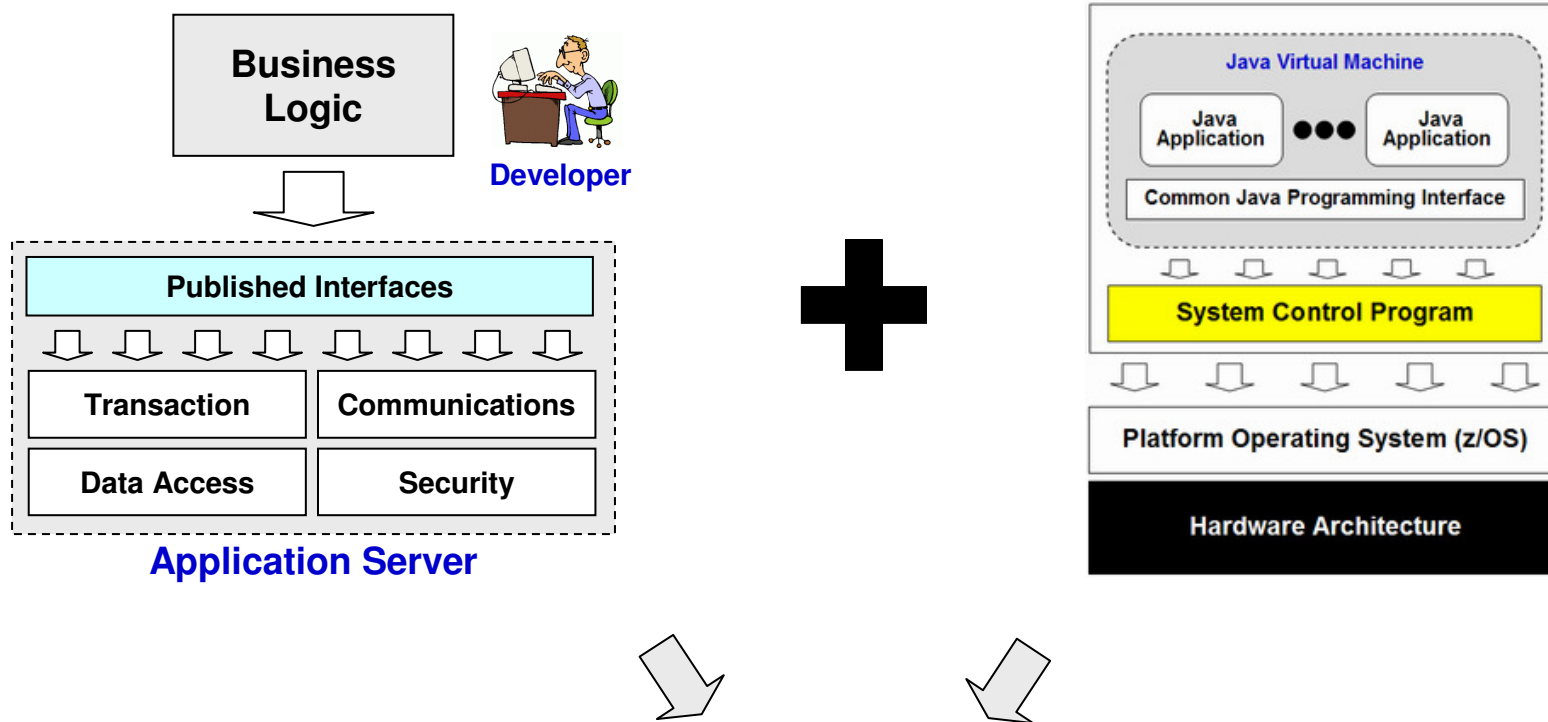 Business
Logic
Developer
Published Interfaces
Transaction
Communications
Data Access
Security
Application Server
Java Virtual Machine
Java
Application
Java
Application
Common Java Programming Interface
System Control Program
Platform Operating System (z/OS)
Hardware Architecture